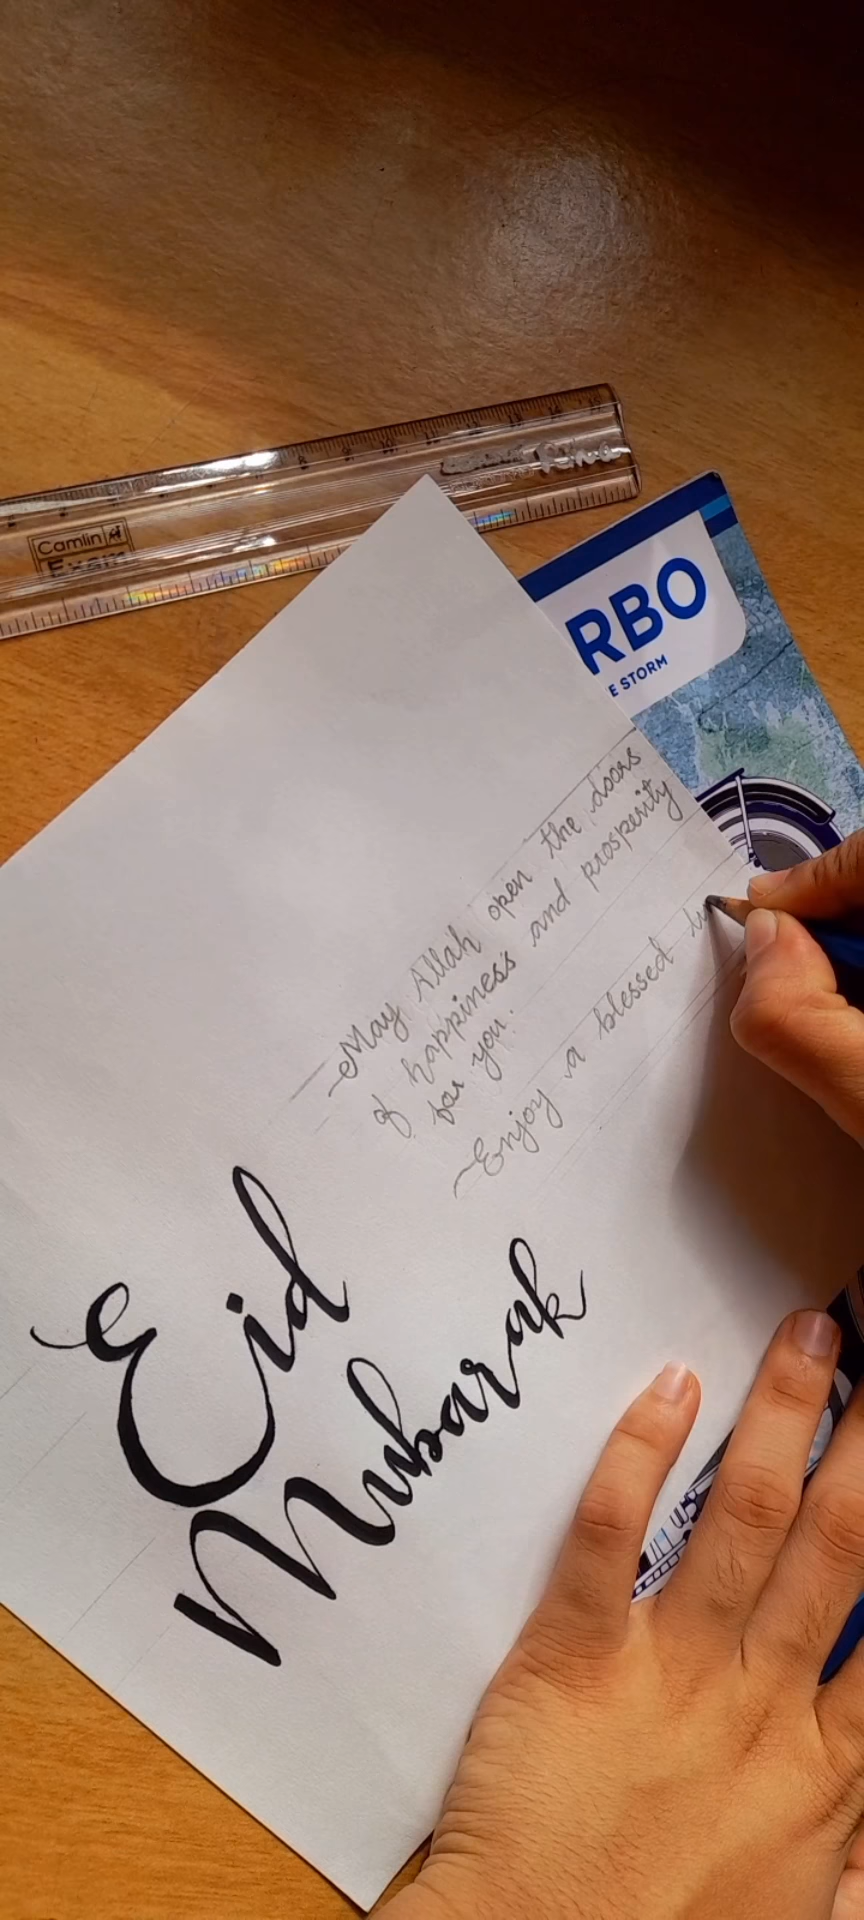 Camlin
Exam
RBO
E STORM
May Allah open the doors
of happiness and prosperity
for you.
Enjoy a blessed
Eid
Mubarak